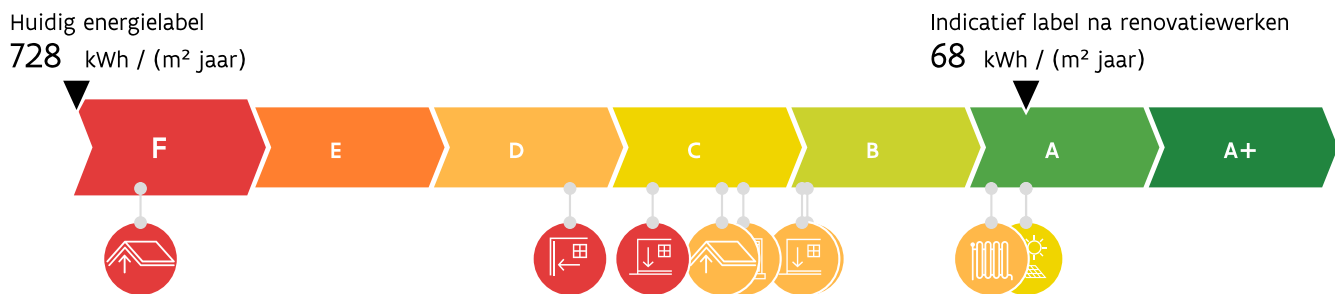 Huidig energielabel
728 kWh / (m² jaar)
Indicatief label na renovatiewerken
68 kWh / (m² jaar)
F
E
D
C
B
A
A+